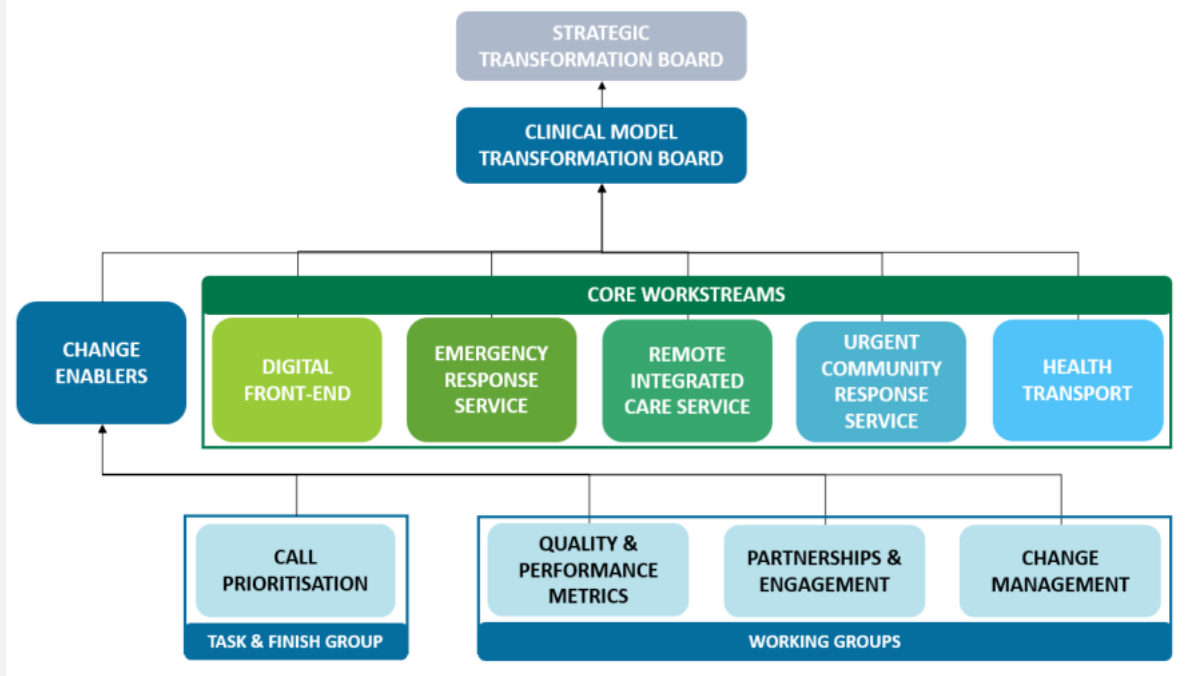 STRATEGIC
TRANSFORMATION BOARD
CLINICAL MODEL
TRANSFORMATION BOARD
CORE WORKSTREAMS
CHANGE
ENABLERS
DIGITAL
FRONT-END
EMERGENCY
RESPONSE
SERVICE
REMOTE
INTEGRATED
CARE SERVICE
URGENT
COMMUNITY
RESPONSE
SERVICE
HEALTH
TRANSPORT
CALL
PRIORITISATION
TASK & FINISH GROUP
QUALITY &
PERFORMANCE
METRICS
PARTNERSHIPS &
ENGAGEMENT
CHANGE
MANAGEMENT
WORKING GROUPS